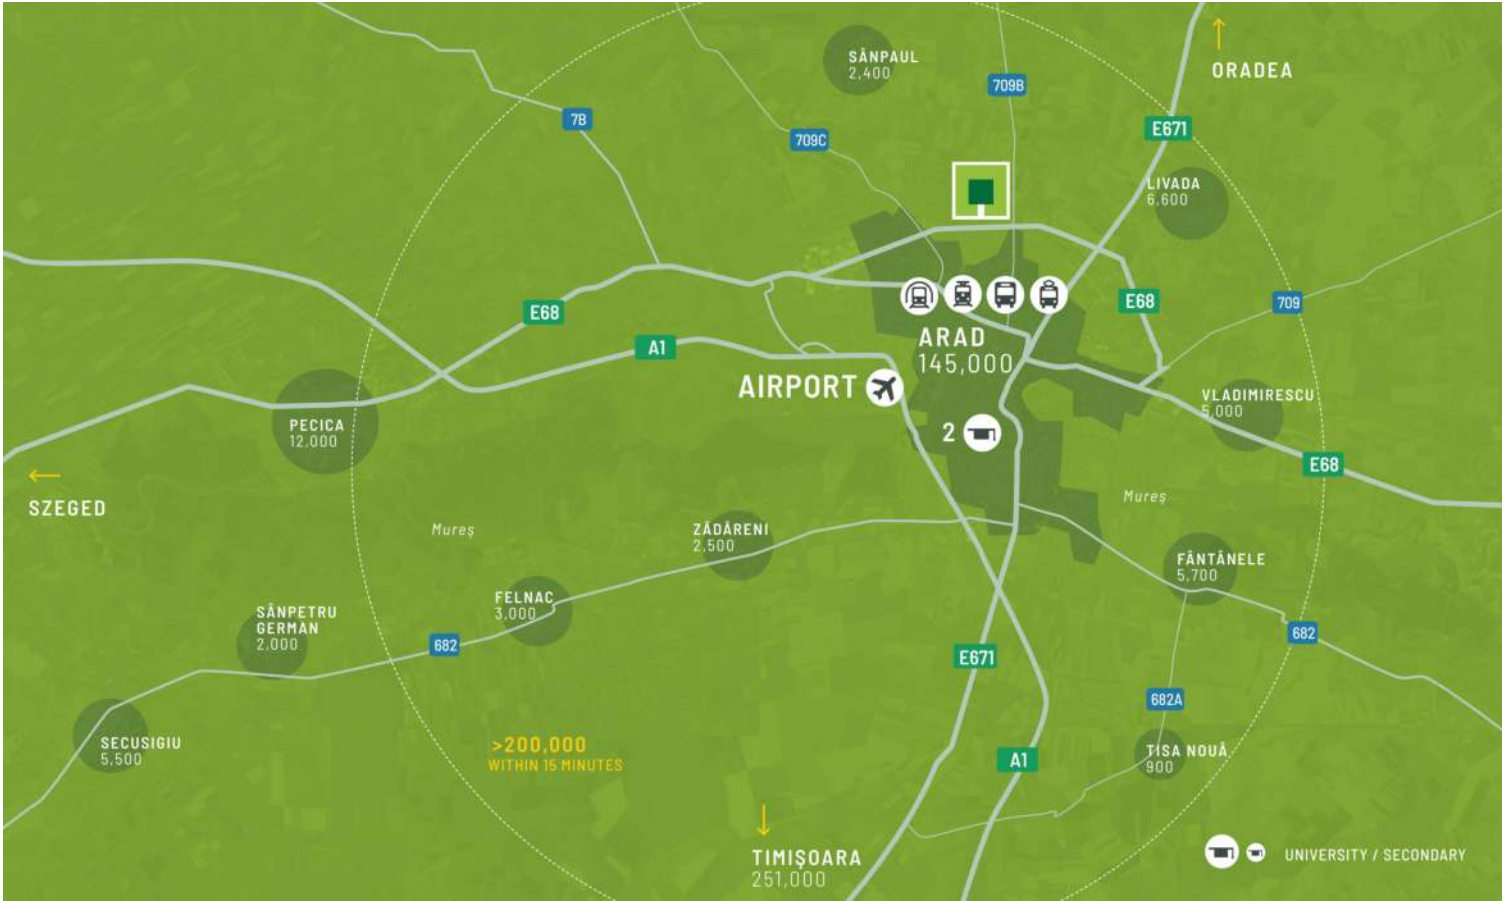 SÂNPAUL
2,400
709B
ORADEA
7B
709C
E671
LIVADA
6,600
E68
E68
709
A1
ARAD
145,000
AIRPORT
PECICA
12,000
VLADIMIRESCU
5,000
2
E68
SZEGED
Mureș
Mureș
ZĂDĂRENI
2,500
FÂNTÂNELE
5,700
FELNAC
3,000
SÂNPETRU
GERMAN
2,000
682
682
E671
682A
SECUSIGIU
5,500
>200,000
WITHIN 15 MINUTES
TISA NOUĂ
900
A1
TIMIȘOARA
251,000
UNIVERSITY / SECONDARY